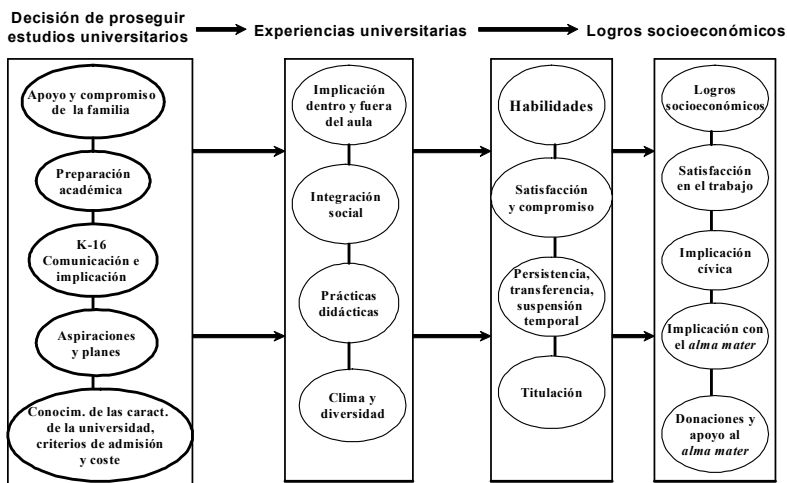 Decisión de proseguir
estudios universitarios
Experiencias universitarias
Logros socioeconómicos
Apoyo y compromiso
de la familia
Preparación
académica
K-16
Comunicación e
implicación
Aspiraciones
y planes
Conocim. de las caract.
de la universidad,
criterios de admisión
y coste
Implicación
dentro y fuera
del aula
Integración
social
Prácticas
didácticas
Clima y
diversidad
Habilidades
Satisfacción
y compromiso
Persistencia,
transferencia,
suspensión
temporal
Titulación
Logros
socioeconómicos
Satisfacción
en el trabajo
Implicación
cívica
Implicación con
el alma mater
Donaciones y
apoyo al
alma mater